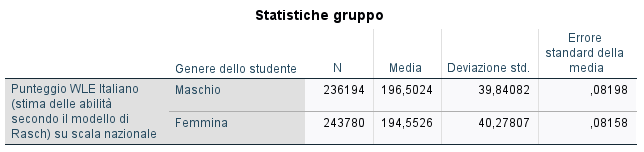 Statistiche gruppo
Genere dello studente N Media Deviazione std. Errore standard della media
Punteggio WLE Italiano
(stima delle abilità
secondo il modello di
Rasch) su scala nazionale
Maschio 236194 196,5024 39,84082 ,08198
Femmina 243780 194,5526 40,27807 ,08158